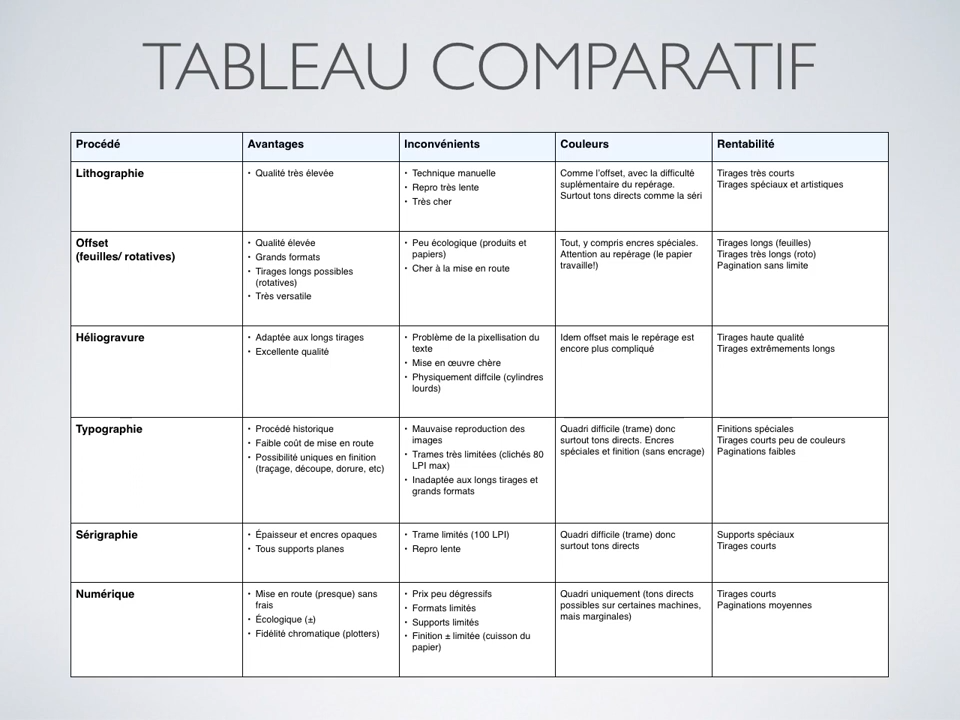 TABLEAU COMPARATIF
Procédé
Avantages
Inconvénients
Couleurs
Rentabilité
Lithographie
• Qualité très élevée
• Technique manuelle
• Repro très lente
• Très cher
Comme l'offset, avec la difficulté
suplémentaire du repérage.
Surtout tons directs comme la séri
Tirages très courts
Tirages spéciaux et artistiques
Offset
(feuilles/ rotatives)
• Qualité élevée
• Grands formats
• Tirages longs possibles
(rotatives)
• Très versatile
• Peu écologique (produits et
papiers)
• Cher à la mise en route
Tout, y compris encres spéciales.
Attention au repérage (le papier
travaille!)
Tirages longs (feuilles)
Tirages très longs (roto)
Pagination sans limite
Héliogravure
• Adaptée aux longs tirages
• Excellente qualité
• Problème de la pixellisation du
texte
• Mise en œuvre chère
• Physiquement diffcile (cylindres
lourds)
Idem offset mais le repérage est
encore plus compliqué
Tirages haute qualité
Tirages extrêmements longs
Typographie
• Procédé historique
• Faible coût de mise en route
• Possibilité uniques en finition
(traçage, découpe, dorure, etc)
• Mauvaise reproduction des
images
• Trames très limitées (clichés 80
LPI max)
• Inadaptée aux longs tirages et
grands formats
Quadri difficile (trame) donc
surtout tons directs. Encres
spéciales et finition (sans encrage)
Finitions spéciales
Tirages courts peu de couleurs
Paginations faibles
Sérigraphie
• Épaisseur et encres opaques
• Tous supports planes
• Trame limités (100 LPI)
• Repro lente
Quadri difficile (trame) donc
surtout tons directs
Supports spéciaux
Tirages courts
Numérique
• Mise en route (presque) sans
frais
• Écologique (±)
• Fidélité chromatique (plotters)
• Prix peu dégressifs
• Formats limités
• Supports limités
• Finition ± limitée (cuisson du
papier)
Quadri uniquement (tons directs
possibles sur certaines machines,
mais marginales)
Tirages courts
Paginations moyennes